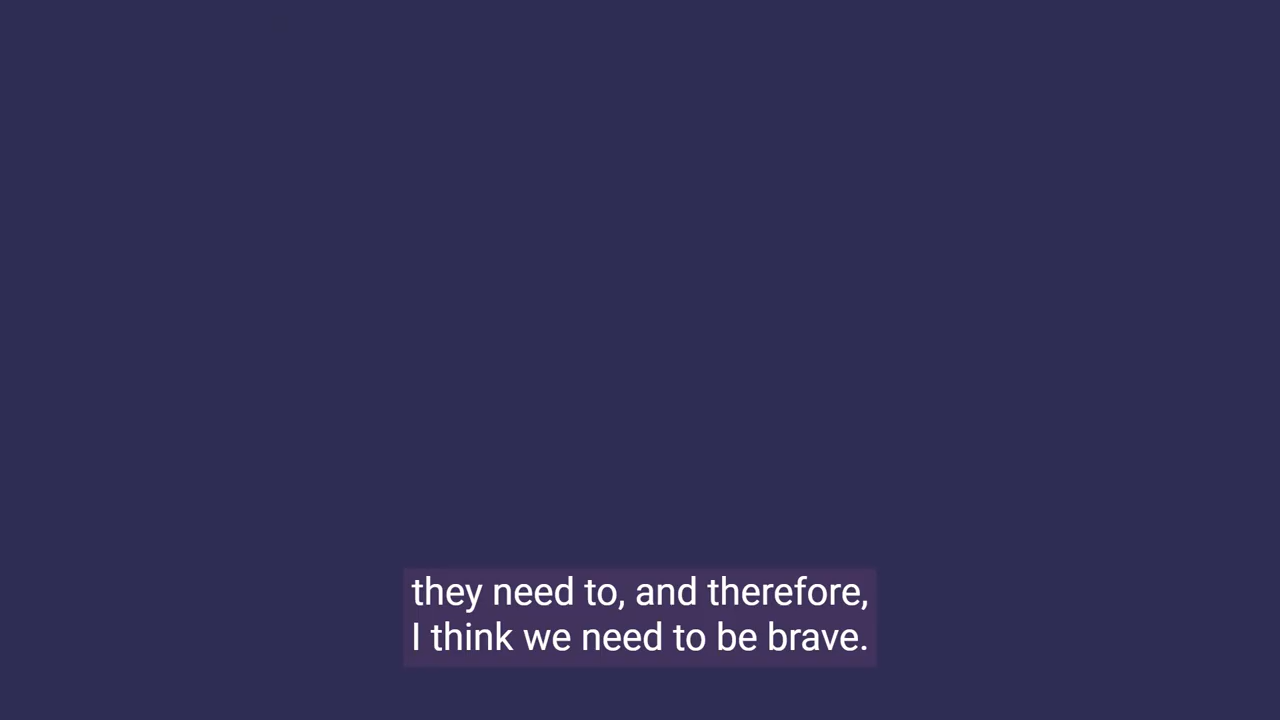 they need to, and therefore,
I think we need to be brave.